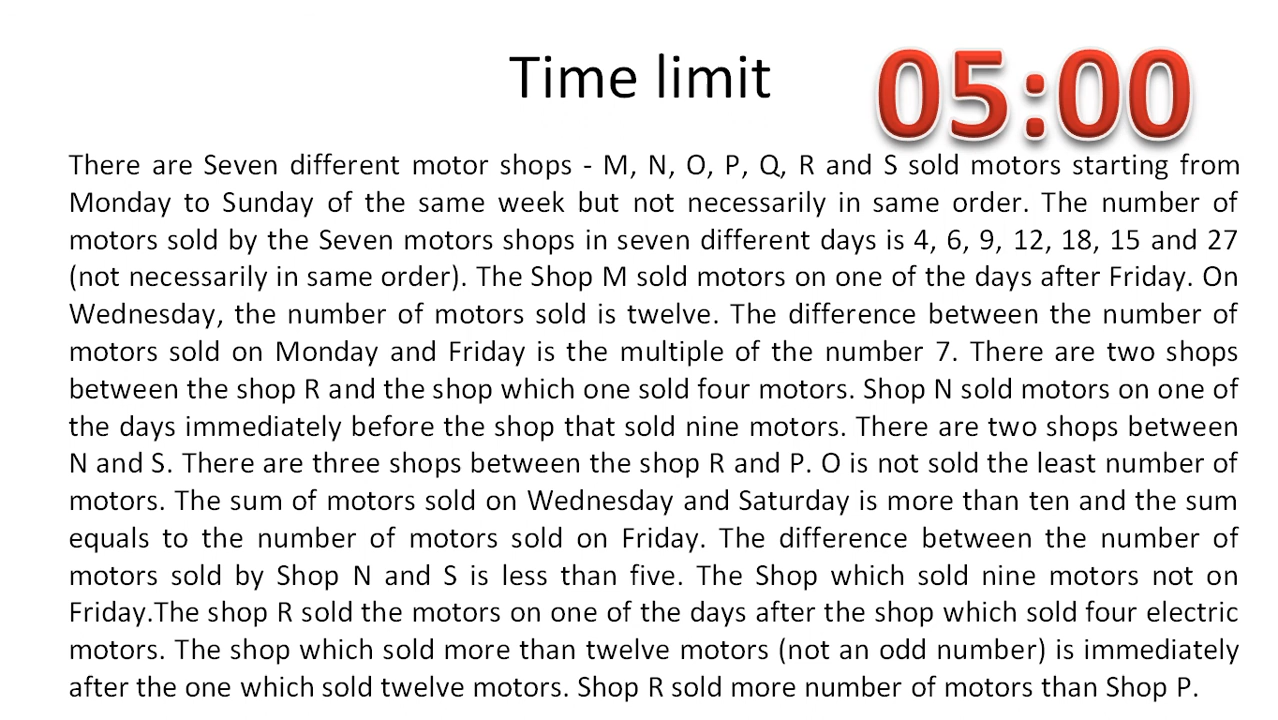 Time limit
05:00
There are Seven different motor shops - M, N, O, P, Q, R and S sold motors starting from
Monday to Sunday of the same week but not necessarily in same order. The number of
motors sold by the Seven motors shops in seven different days is 4, 6, 9, 12, 18, 15 and 27
(not necessarily in same order). The Shop M sold motors on one of the days after Friday. On
Wednesday, the number of motors sold is twelve. The difference between the number of
motors sold on Monday and Friday is the multiple of the number 7. There are two shops
between the shop R and the shop which one sold four motors. Shop N sold motors on one of
the days immediately before the shop that sold nine motors. There are two shops between
N and S. There are three shops between the shop R and P. O is not sold the least number of
motors. The sum of motors sold on Wednesday and Saturday is more than ten and the sum
equals to the number of motors sold on Friday. The difference between the number of
motors sold by Shop N and S is less than five. The Shop which sold nine motors not on
Friday.The shop R sold the motors on one of the days after the shop which sold four electric
motors. The shop which sold more than twelve motors (not an odd number) is immediately
after the one which sold twelve motors. Shop R sold more number of motors than Shop P.